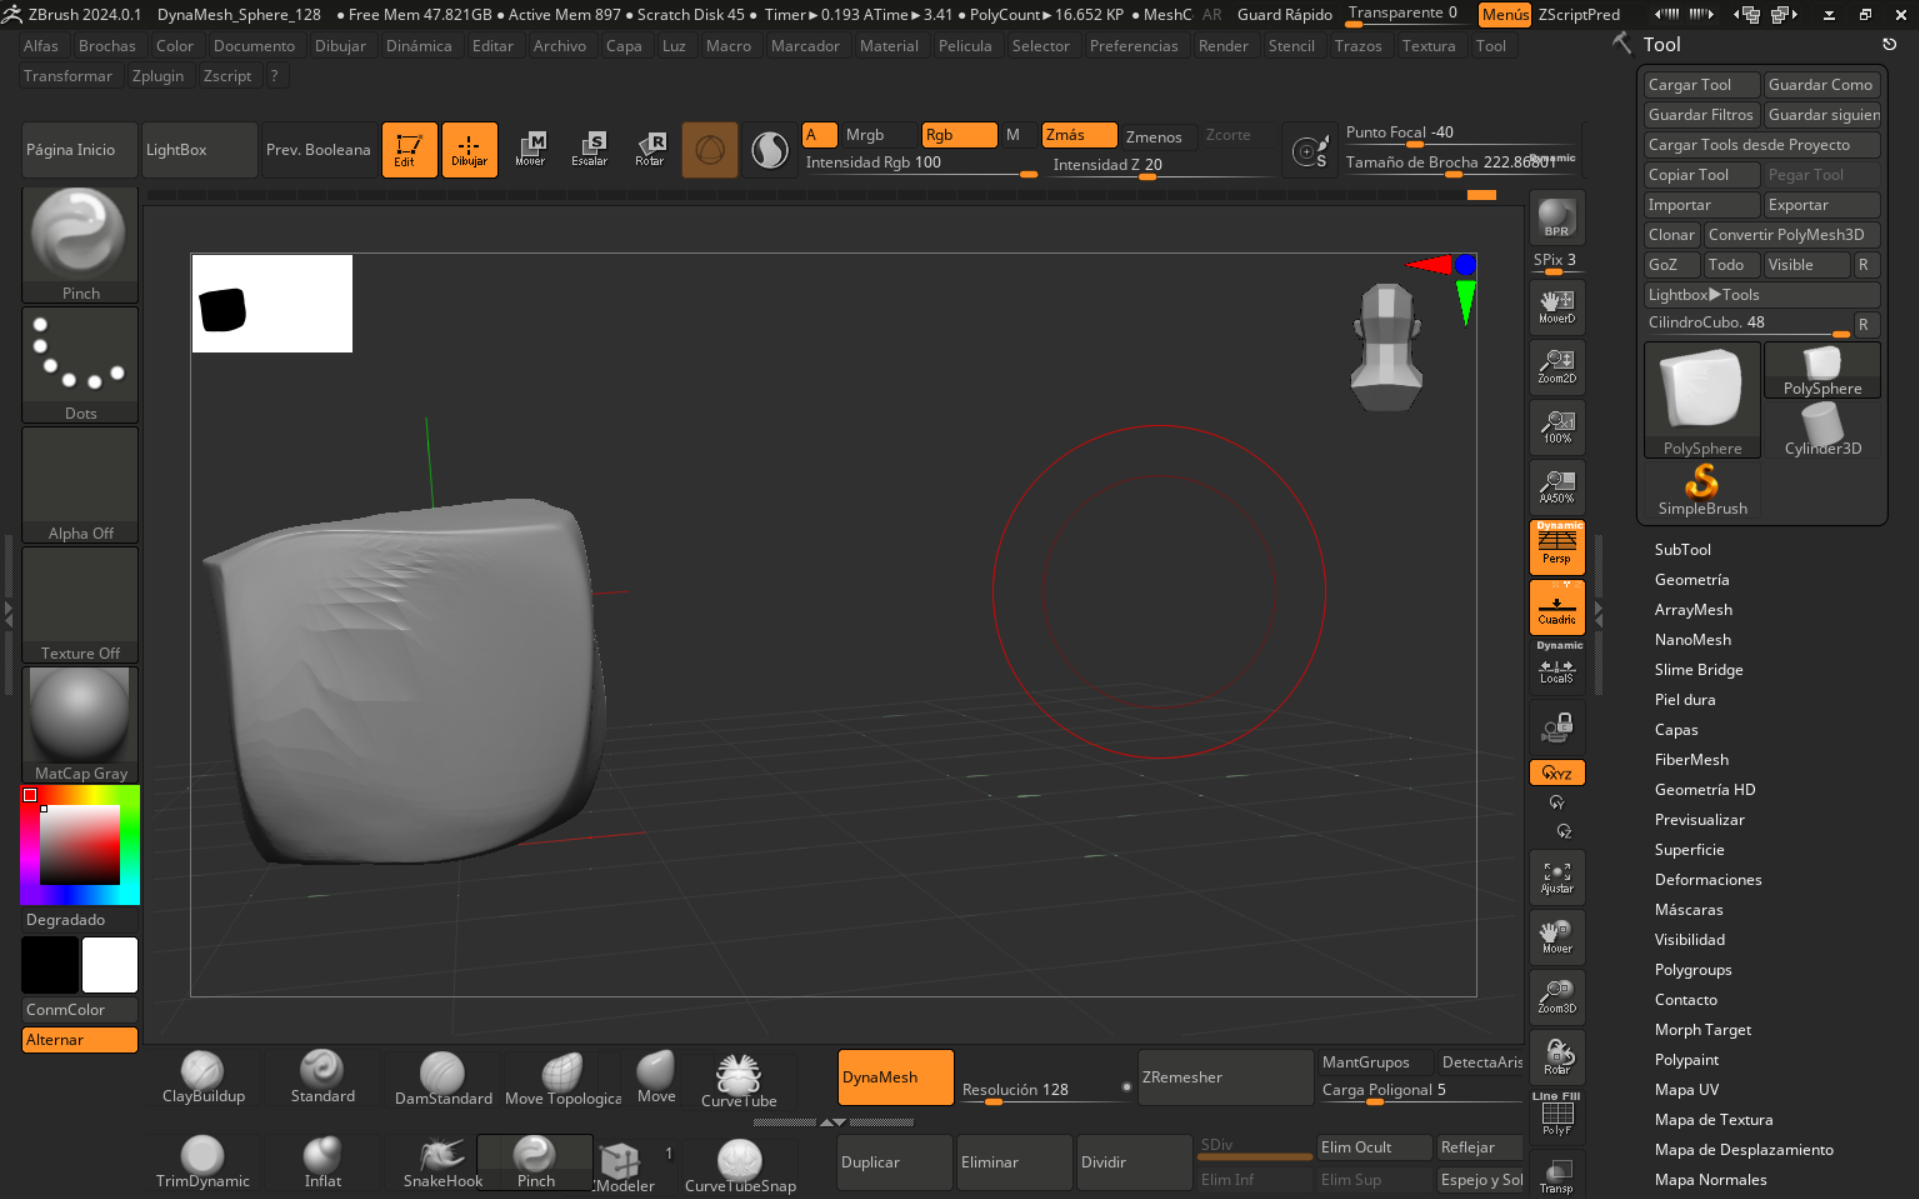 ZBrush 2024.0.1 DynaMesh_Sphere_128 • Free Mem 47.821GB • Active Mem 897 • Scratch Disk 45 • Timer►0.193 ATime►3.41 • PolyCount►16.652 KP • MeshC AR Guard Rápido Transparente 0 Menús ZScriptPred
Alfas Brochas Color Documento Dibujar Dinámica Editar Archivo Capa Luz Macro Marcador Material Pelicula Selector Preferencias Render Stencil Trazos Textura Tool
Transformar Zplugin Zscript ?
Tool
Cargar Tool Guardar Como
Guardar Filtros Guardar siguien
Cargar Tools desde Proyecto
Copiar Tool Pegar Tool
Importar Exportar
Clonar Convertir PolyMesh3D
GoZ Todo Visible R
Lightbox►Tools
CilindroCubo. 48 R
PolySphere
PolySphere Cylinder3D
SimpleBrush
SubTool
Geometría
ArrayMesh
NanoMesh
Slime Bridge
Piel dura
Capas
FiberMesh
Geometría HD
Previsualizar
Superficie
Deformaciones
Máscaras
Visibilidad
Polygroups
Contacto
Morph Target
Polypaint
Mapa UV
Mapa de Textura
Mapa de Desplazamiento
Mapa Normales
Página Inicio LightBox Prev. Booleana Edit Dibujar M Mover S Escalar R Rotar
A Mrgb Rgb M Zmás Zmenos Zcorte
Intensidad Rgb 100 Intensidad Z 20
S
Punto Focal -40
Tamaño de Brocha 222.86801 Dynamic
Pinch
Dots
Alpha Off
Texture Off
MatCap Gray
Degradado
ConmColor
Alternar
BPR
SPix 3
MoverD
Zoom2D
100%
AA50%
Dynamic
Persp
Cuadric
Dynamic
LocalS
XYZ
Y
Z
Ajustar
Mover
Zoom3D
Rotar
Line Fill
PolyF
Transp
ClayBuildup Standard DamStandard Move Topologica Move CurveTube
DynaMesh Resolución 128 ZRemesher
MantGrupos DetectaAris
Carga Poligonal 5
TrimDynamic Inflat SnakeHook Pinch ZModeler 1 CurveTubeSnap
Duplicar Eliminar Dividir
SDiv Elim Ocult Reflejar
Elim Inf Elim Sup Espejo y Sol